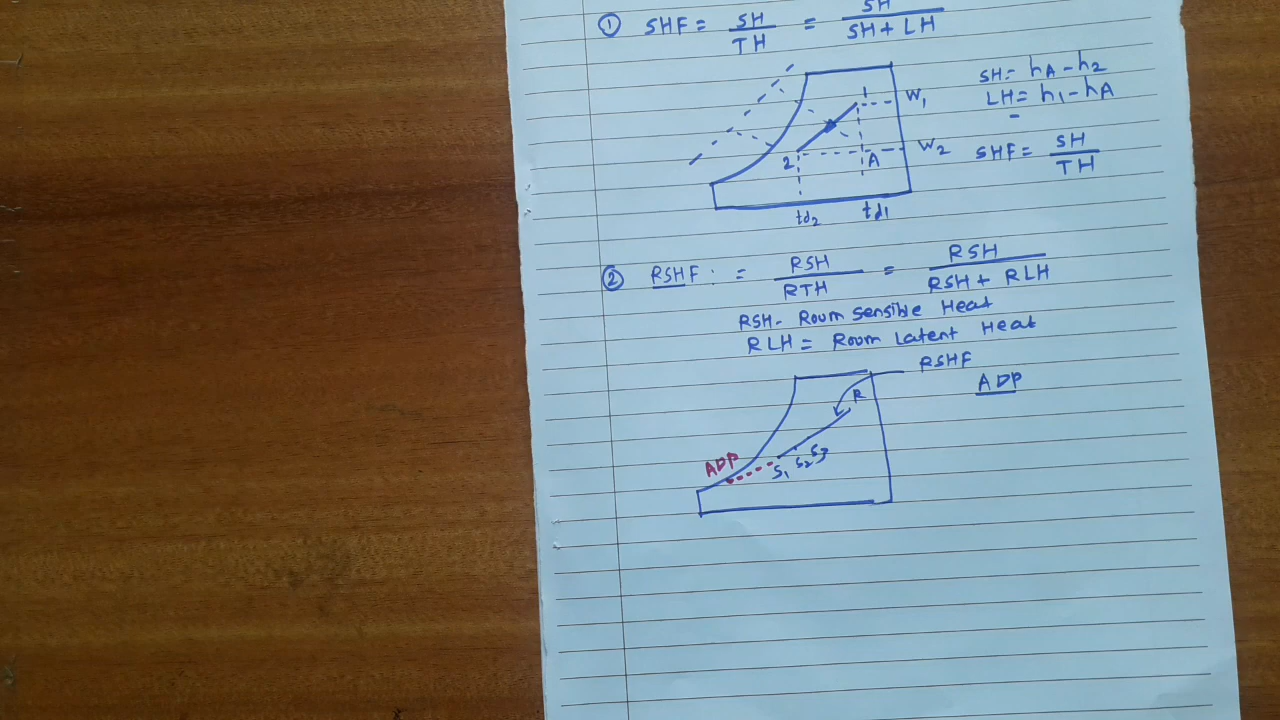 ① SHF = SH / TH = SH / SH + LH
SH = hA - h2
LH = h1 - hA
SHF = SH / TH
1
W1
2
A
W2
td2 td1
② RSHF : = RSH / RTH = RSH / RSH + RLH
RSH - Room Sensible Heat
RLH = Room Latent Heat
RSHF
ADP
R
ADP
S1 S2 S3